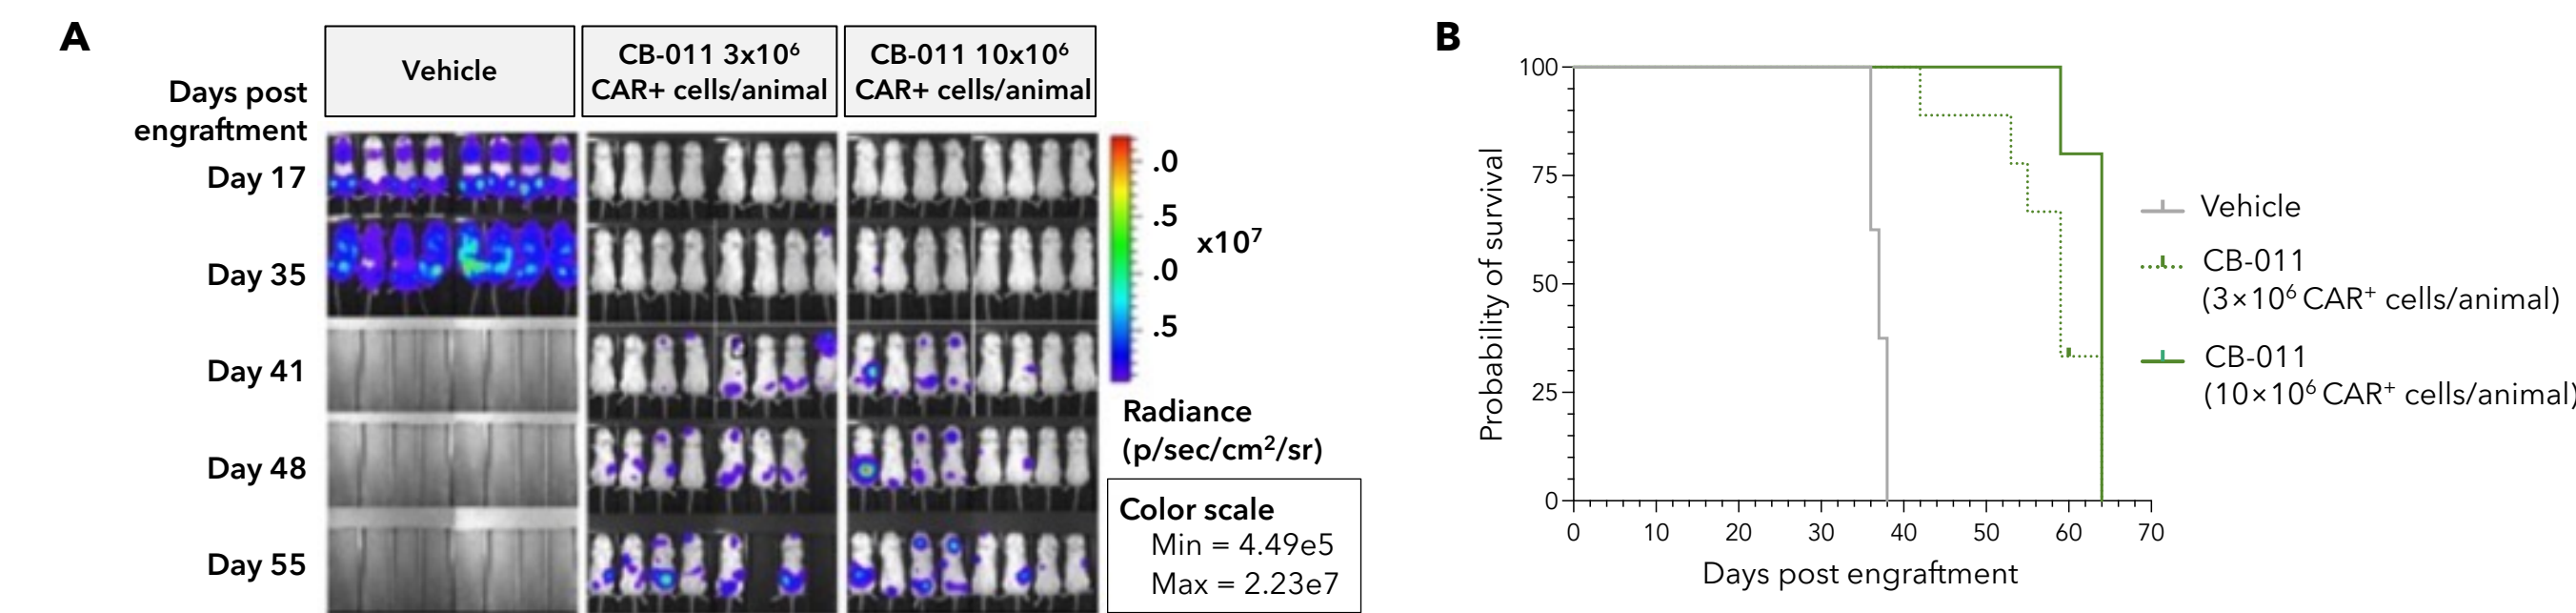 A
Days post
engraftment
Vehicle
CB-011 3x10⁶
CAR+ cells/animal
CB-011 10x10⁶
CAR+ cells/animal
Day 17
Day 35
Day 41
Day 48
Day 55
.0
.5
.0
.5
x10⁷
Radiance
(p/sec/cm²/sr)
Color scale
Min = 4.49e5
Max = 2.23e7
B
Probability of survival
100
75
50
25
0
0 10 20 30 40 50 60 70
Days post engraftment
Vehicle
CB-011
(3×10⁶ CAR⁺ cells/animal)
CB-011
(10×10⁶ CAR⁺ cells/animal)